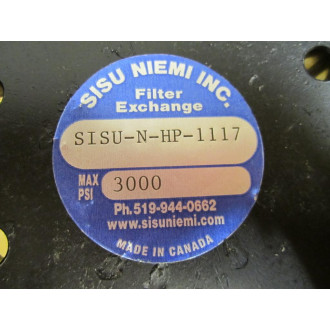 SISU NIEMI INC.
Filter
Exchange
SISU-N-HP-1117
MAX
PSI
3000
Ph.519-944-0662
www.sisuniemi.com
MADE IN CANADA